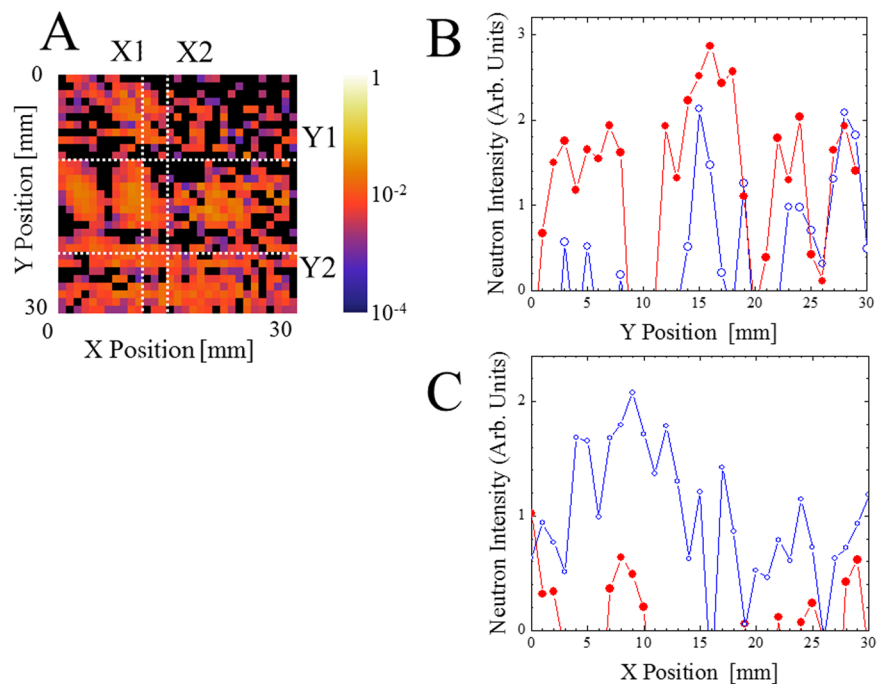 A
X1 X2
0
Y1
Y2
30
0 30
Y Position [mm]
X Position [mm]
1
10-2
10-4
B
Neutron Intensity (Arb. Units)
3
2
1
0
0 5 10 15 20 25 30
Y Position [mm]
C
Neutron Intensity (Arb. Units)
2
1
0
0 5 10 15 20 25 30
X Position [mm]